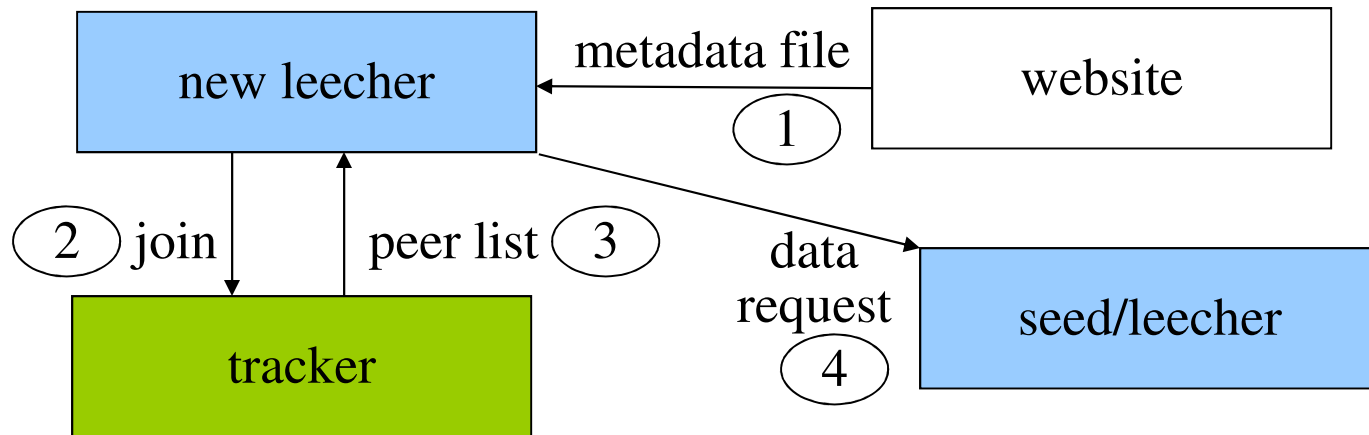 new leecher
metadata file
website
1
2
join
peer list
3
data
request
4
seed/leecher
tracker